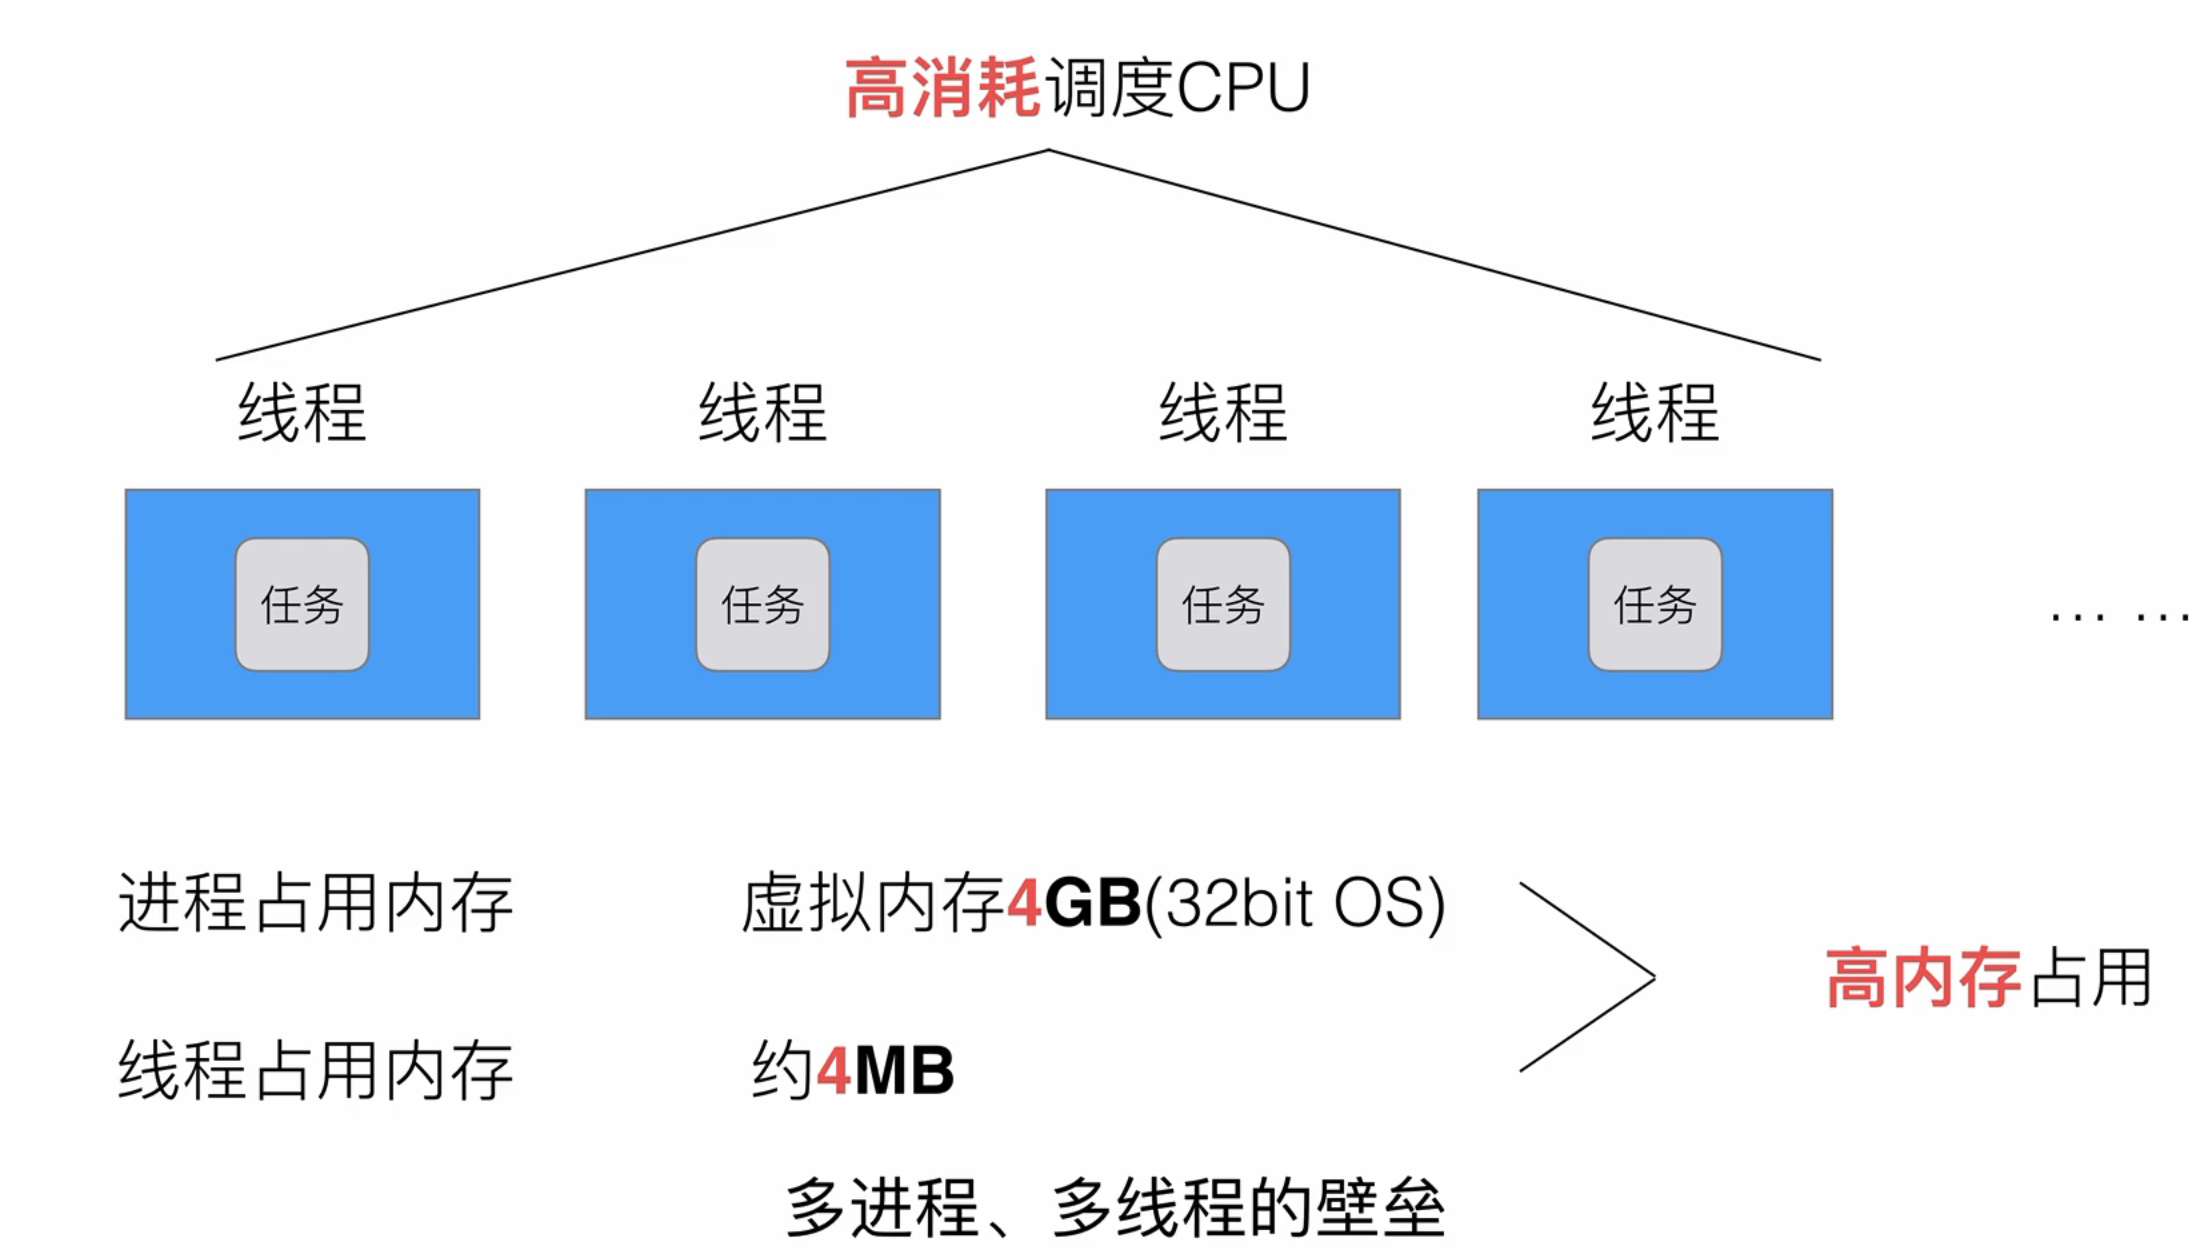 高消耗调度CPU
线程 线程 线程 线程
任务 任务 任务 任务 … …
进程占用内存 虚拟内存4GB(32bit OS)
高内存占用
线程占用内存 约4MB
多进程、多线程的壁垒